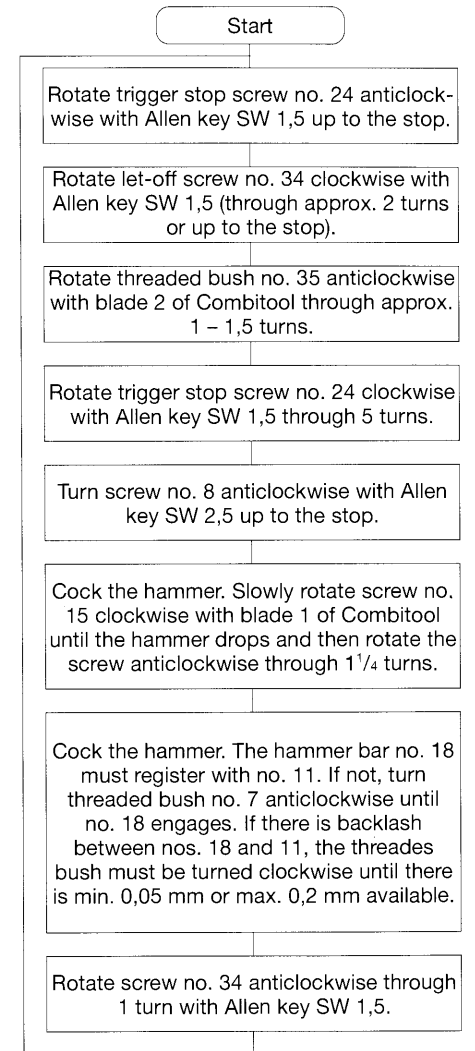 Start
Rotate trigger stop screw no. 24 anticlock-
wise with Allen key SW 1,5 up to the stop.
Rotate let-off screw no. 34 clockwise with
Allen key SW 1,5 (through approx. 2 turns
or up to the stop).
Rotate threaded bush no. 35 anticlockwise
with blade 2 of Combitool through approx.
1 – 1,5 turns.
Rotate trigger stop screw no. 24 clockwise
with Allen key SW 1,5 through 5 turns.
Turn screw no. 8 anticlockwise with Allen
key SW 2,5 up to the stop.
Cock the hammer. Slowly rotate screw no.
15 clockwise with blade 1 of Combitool
until the hammer drops and then rotate the
screw anticlockwise through 1 1/4 turns.
Cock the hammer. The hammer bar no. 18
must register with no. 11. If not, turn
threaded bush no. 7 anticlockwise until
no. 18 engages. If there is backlash
between nos. 18 and 11, the threades
bush must be turned clockwise until there
is min. 0,05 mm or max. 0,2 mm available.
Rotate screw no. 34 anticlockwise through
1 turn with Allen key SW 1,5.